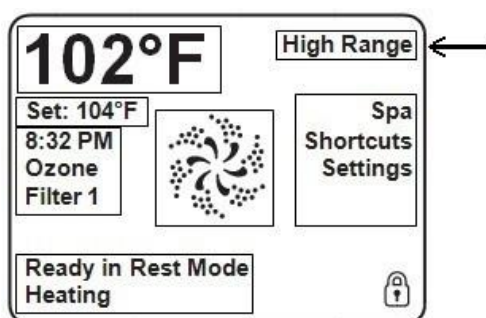 102°F
High Range
Set: 104°F
8:32 PM
Ozone
Filter 1
Spa
Shortcuts
Settings
Ready in Rest Mode
Heating